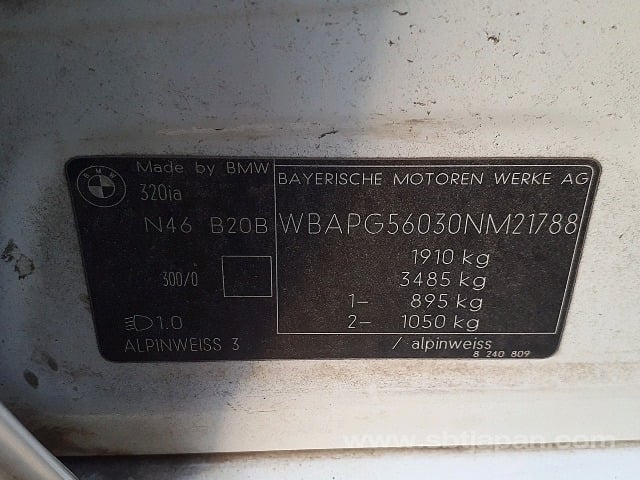 BMW
Made by BMW
320ia
N46 B20B
300/0
1.0
ALPINWEISS 3
BAYERISCHE MOTOREN WERKE AG
WBAPG56030NM21788
1910 kg
3485 kg
1- 895 kg
2- 1050 kg
/ alpinweiss
8 240 809
www.sbtjapan.com